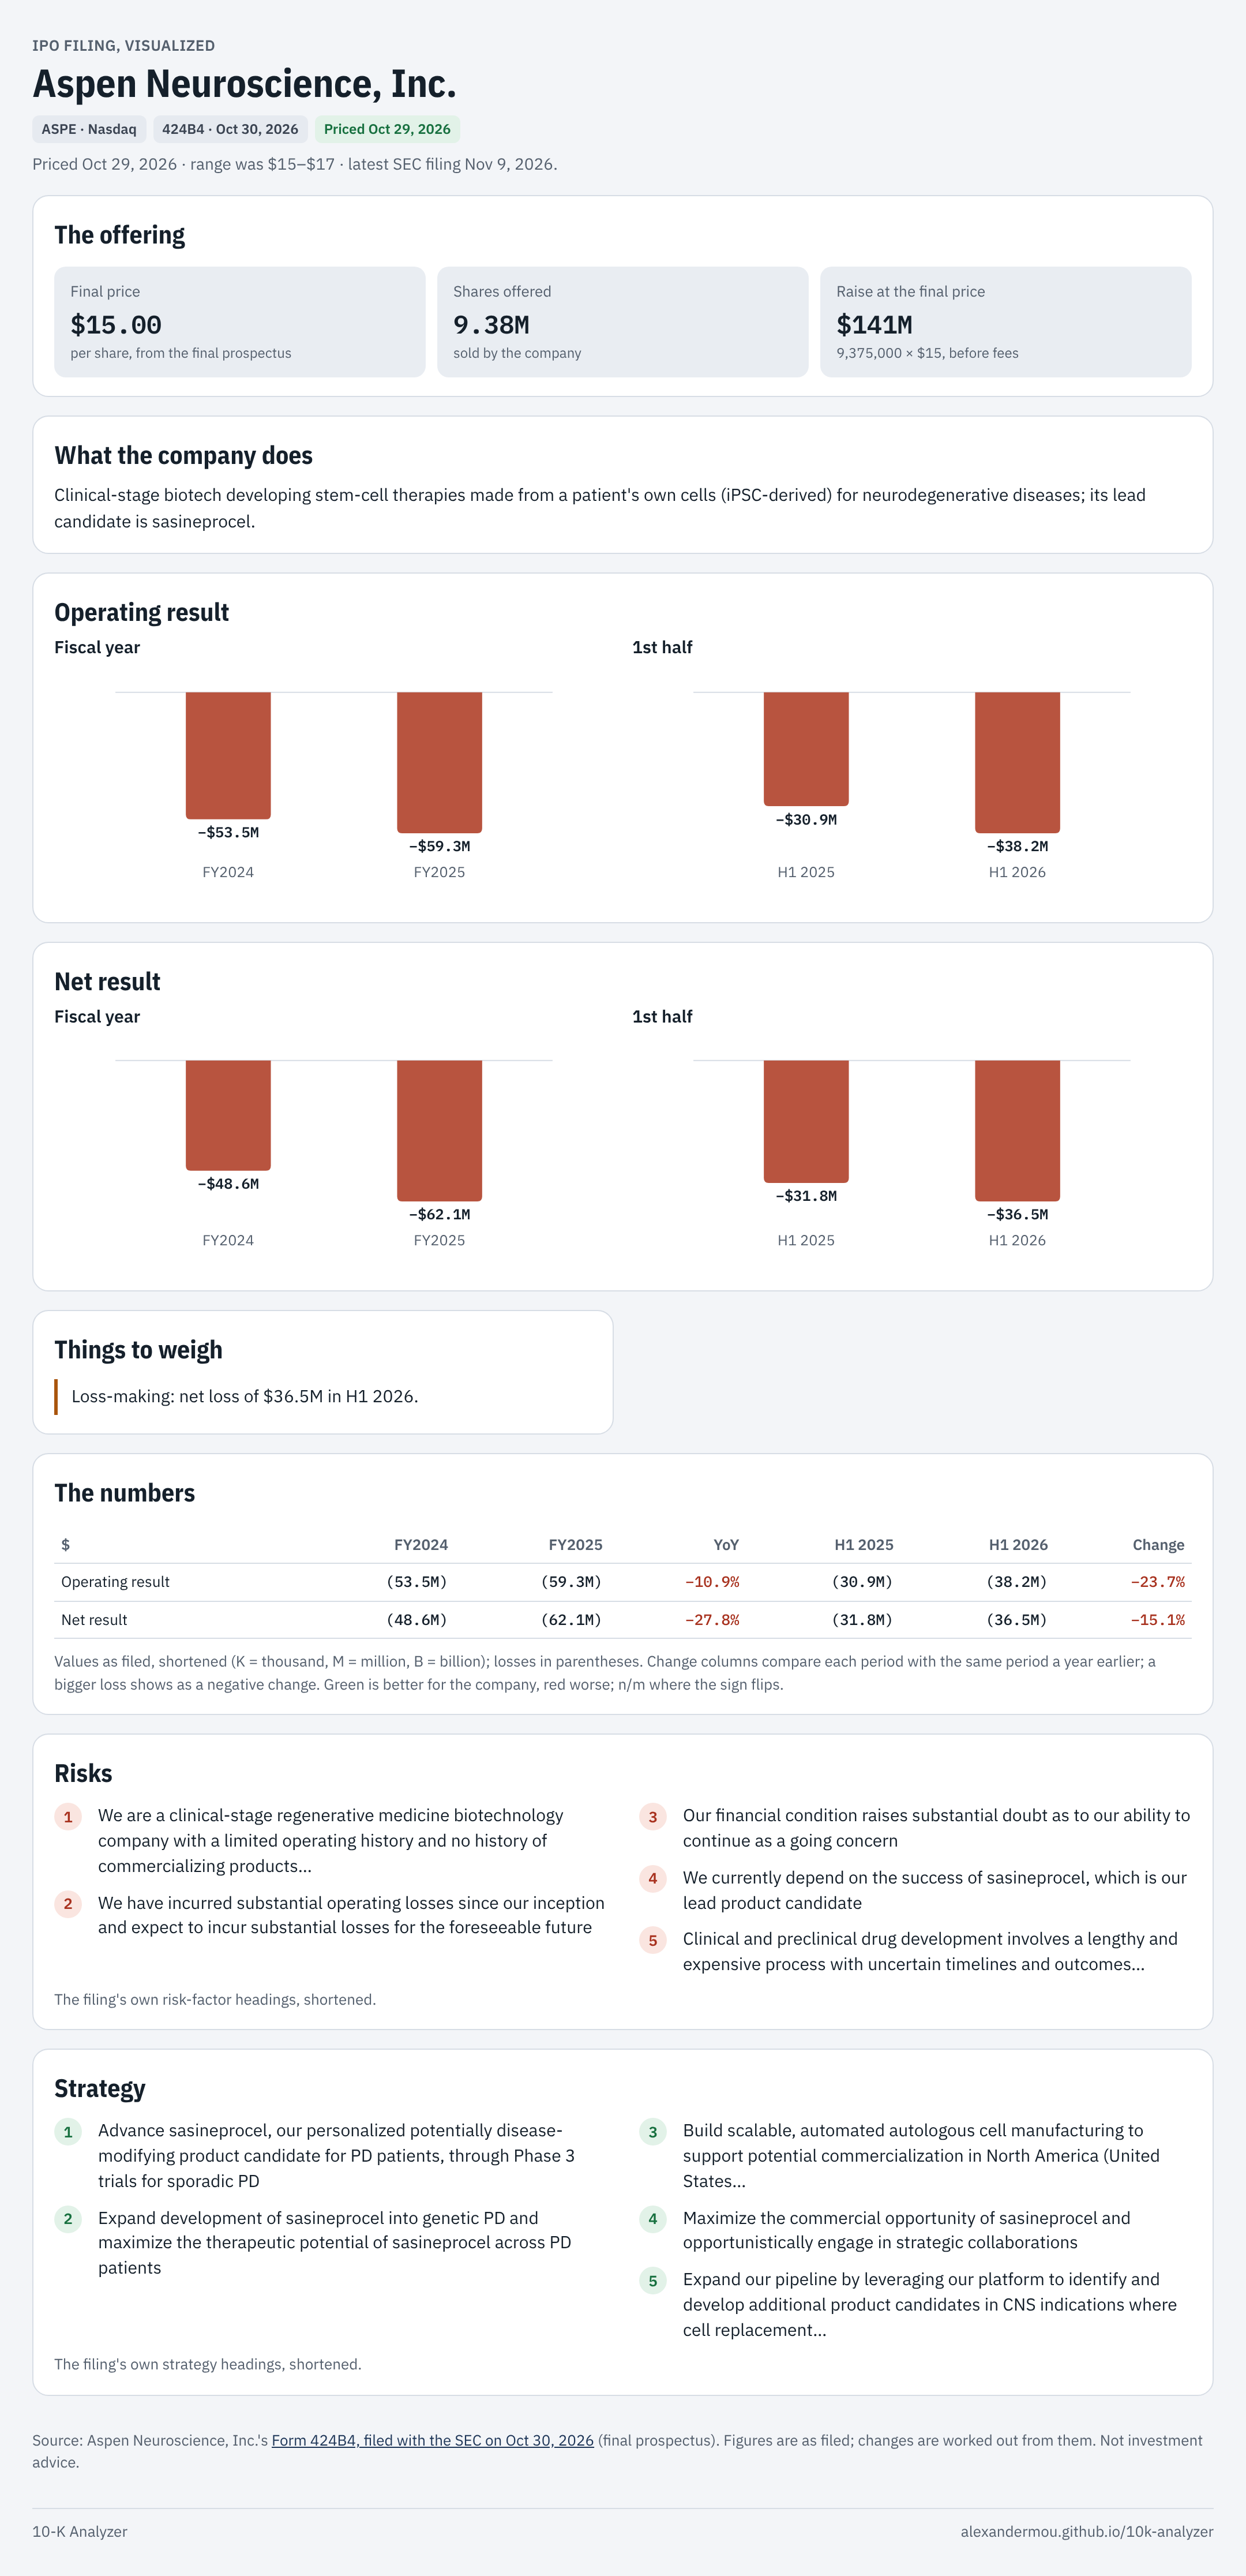 IPO FILING, VISUALIZED
Aspen Neuroscience, Inc.
ASPE · Nasdaq
424B4 · Oct 30, 2026
Priced Oct 29, 2026
Priced Oct 29, 2026 · range was $15–$17 · latest SEC filing Nov 9, 2026.
The offering
Final price
$15.00
per share, from the final prospectus
Shares offered
9.38M
sold by the company
Raise at the final price
$141M
9,375,000 × $15, before fees
What the company does
Clinical-stage biotech developing stem-cell therapies made from a patient's own cells (iPSC-derived) for neurodegenerative diseases; its lead
candidate is sasineprocel.
Operating result
Fiscal year
−$53.5M
−$59.3M
FY2024
FY2025
1st half
−$30.9M
−$38.2M
H1 2025
H1 2026
Net result
Fiscal year
−$48.6M
−$62.1M
FY2024
FY2025
1st half
−$31.8M
−$36.5M
H1 2025
H1 2026
Things to weigh
Loss-making: net loss of $36.5M in H1 2026.
The numbers
$ FY2024 FY2025 YoY H1 2025 H1 2026 Change
Operating result (53.5M) (59.3M) −10.9% (30.9M) (38.2M) −23.7%
Net result (48.6M) (62.1M) −27.8% (31.8M) (36.5M) −15.1%
Values as filed, shortened (K = thousand, M = million, B = billion); losses in parentheses. Change columns compare each period with the same period a year earlier; a
bigger loss shows as a negative change. Green is better for the company, red worse; n/m where the sign flips.
Risks
1 We are a clinical-stage regenerative medicine biotechnology
company with a limited operating history and no history of
commercializing products…
2 We have incurred substantial operating losses since our inception
and expect to incur substantial losses for the foreseeable future
3 Our financial condition raises substantial doubt as to our ability to
continue as a going concern
4 We currently depend on the success of sasineprocel, which is our
lead product candidate
5 Clinical and preclinical drug development involves a lengthy and
expensive process with uncertain timelines and outcomes…
The filing's own risk-factor headings, shortened.
Strategy
1 Advance sasineprocel, our personalized potentially disease-
modifying product candidate for PD patients, through Phase 3
trials for sporadic PD
2 Expand development of sasineprocel into genetic PD and
maximize the therapeutic potential of sasineprocel across PD
patients
3 Build scalable, automated autologous cell manufacturing to
support potential commercialization in North America (United
States…
4 Maximize the commercial opportunity of sasineprocel and
opportunistically engage in strategic collaborations
5 Expand our pipeline by leveraging our platform to identify and
develop additional product candidates in CNS indications where
cell replacement…
The filing's own strategy headings, shortened.
Source: Aspen Neuroscience, Inc.'s Form 424B4, filed with the SEC on Oct 30, 2026 (final prospectus). Figures are as filed; changes are worked out from them. Not investment
advice.
10-K Analyzer
alexandermou.github.io/10k-analyzer